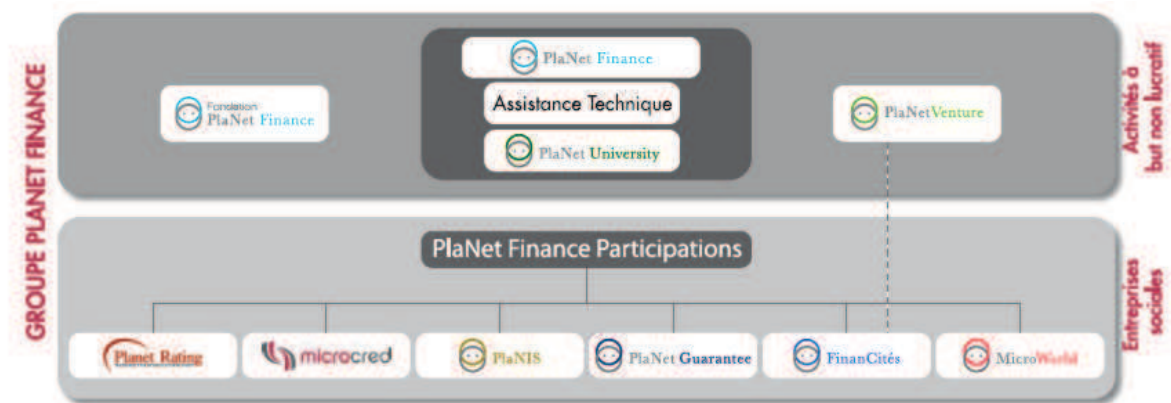 GROUPE PLANET FINANCE
PlaNet Finance
Fondation
PlaNet Finance
Assistance Technique
PlaNetVenture
PlaNet University
Activités à
but non lucratif
PlaNet Finance Participations
Planet Rating
microcred
PlaNIS
PlaNet Guarantee
FinanCités
MicroWorld
Entreprises
sociales